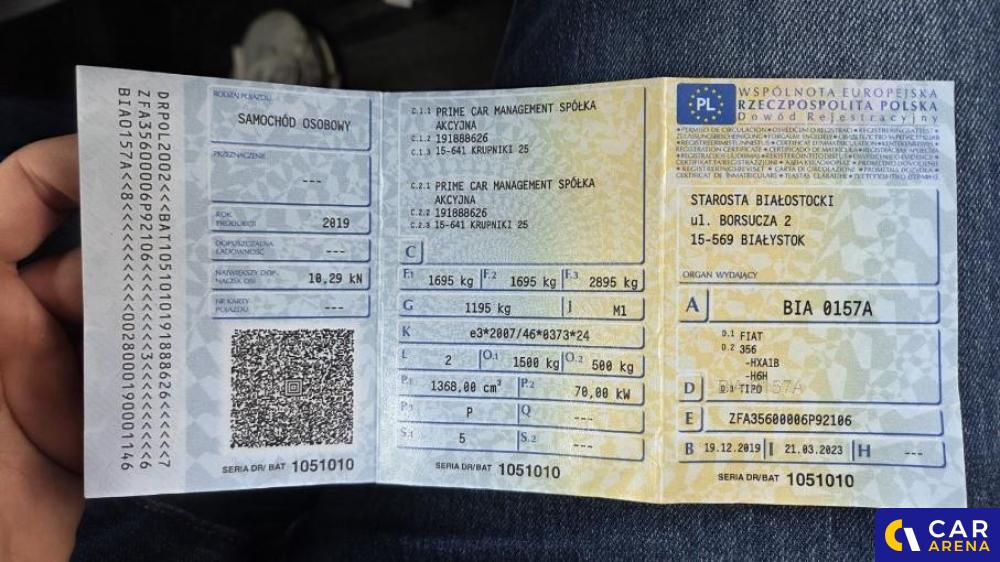 DRPOL2002<<BAT1051010191888626<<<<<<7
ZFA35600006P92106<<<<<<<3<<<<<<<<6
BIA0157A<<8<<<<<<<<<002800019000146
RODZAJ POJAZDU
SAMOCHÓD OSOBOWY
PRZEZNACZENIE
---
ROK PRODUKCJI 2019
DOPUSZCZALNA ŁADOWNOŚĆ ---
NAJWIĘKSZY DOP. NACISK OSI 10,29 kN
NR KARTY POJAZDU ---
SERIA DR/BAT 1051010
C.1.1 PRIME CAR MANAGEMENT SPÓŁKA
AKCYJNA
C.1.2 191888626
C.1.3 15-641 KRUPNIKI 25
C.2.1 PRIME CAR MANAGEMENT SPÓŁKA
AKCYJNA
C.2.2 191888626
C.2.3 15-641 KRUPNIKI 25
C
F.1 1695 kg F.2 1695 kg F.3 2895 kg
G 1195 kg J M1
K e3*2007/46*0373*24
L 2 O.1 1500 kg O.2 500 kg
P.1 1368,00 cm³ P.2 70,00 kW
P.3 P Q ---
S.1 5 S.2 ---
SERIA DR/BAT 1051010
PL
WSPÓLNOTA EUROPEJSKA
RZECZPOSPOLITA POLSKA
Dowód Rejestracyjny
STAROSTA BIAŁOSTOCKI
ul. BORSUCZA 2
15-569 BIAŁYSTOK
ORGAN WYDAJĄCY
A BIA 0157A
D.1 FIAT
D.2 356
-HXA1B
-H6H
D D.3 TIPO
E ZFA35600006P92106
B 19.12.2019 I 21.03.2023 H ---
SERIA DR/BAT 1051010
CAR
ARENA